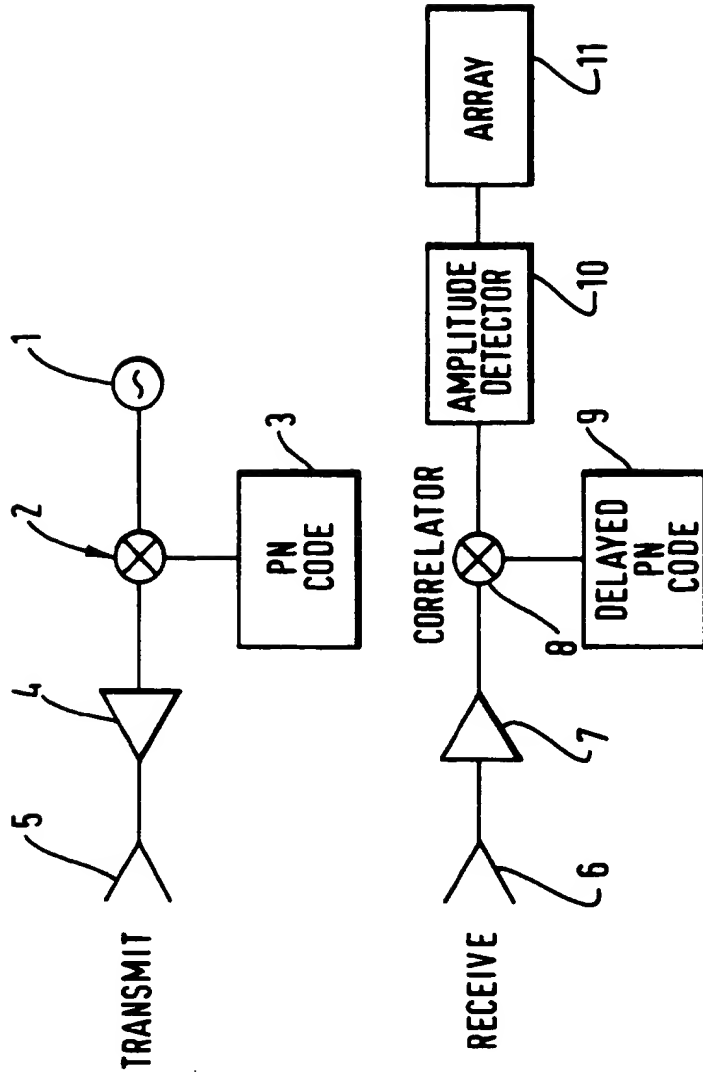 TRANSMIT
5
4
2
1
PN
CODE
3
RECEIVE
6
7
CORRELATOR
8
DELAYED
PN
CODE
9
AMPLITUDE
DETECTOR
10
ARRAY
11